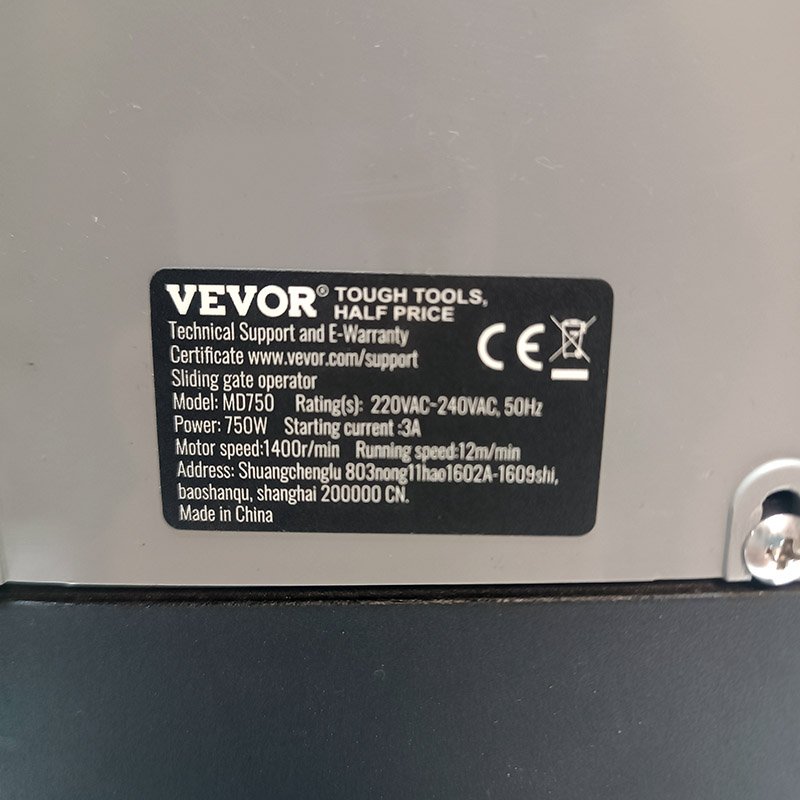 VEVOR® TOUGH TOOLS,
HALF PRICE
Technical Support and E-Warranty
Certificate www.vevor.com/support
Sliding gate operator
Model: MD750 Rating(s): 220VAC-240VAC, 50Hz
Power: 750W Starting current :3A
Motor speed:1400r/min Running speed:12m/min
Address: Shuangchenglu 803nong11hao1602A-1609shi,
baoshanqu, shanghai 200000 CN.
Made in China
CE